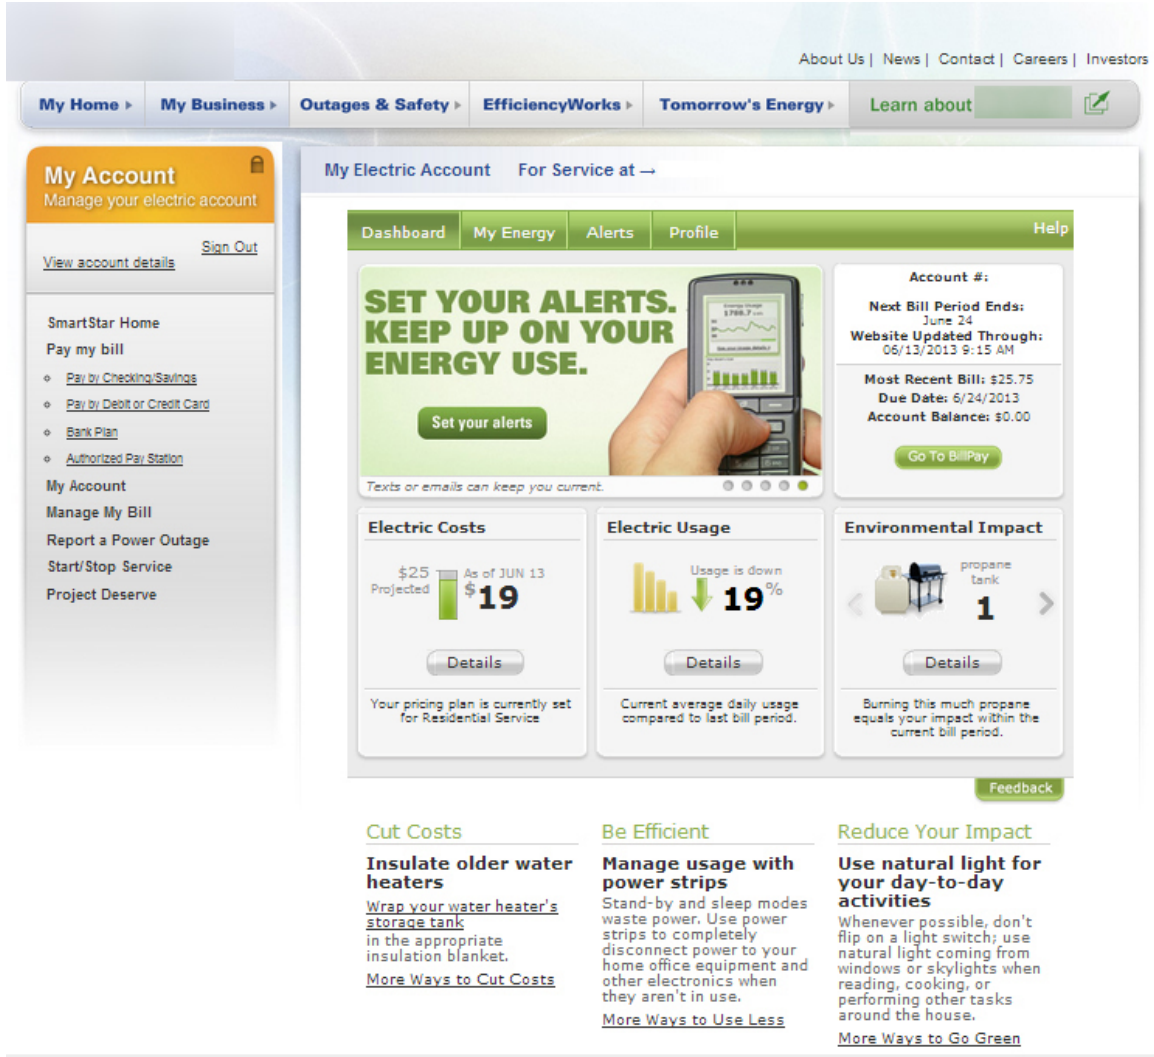 About Us | News | Contact | Careers | Investors
My Home
My Business
Outages & Safety
EfficiencyWorks
Tomorrow's Energy
Learn about
My Account
Manage your electric account
Sign Out
View account details
SmartStar Home
Pay my bill
Pay by Checking/Savings
Pay by Debit or Credit Card
Bank Plan
Authorized Pay Station
My Account
Manage My Bill
Report a Power Outage
Start/Stop Service
Project Deserve
My Electric Account For Service at →
Dashboard
My Energy
Alerts
Profile
Help
SET YOUR ALERTS.
KEEP UP ON YOUR
ENERGY USE.
Set your alerts
Energy Usage
1788.7
Texts or emails can keep you current.
Account #:
Next Bill Period Ends:
June 24
Website Updated Through:
06/13/2013 9:15 AM
Most Recent Bill: $25.75
Due Date: 6/24/2013
Account Balance: $0.00
Go To BillPay
Electric Costs
$25
Projected
As of JUN 13
$19
Details
Your pricing plan is currently set
for Residential Service
Electric Usage
Usage is down
19%
Details
Current average daily usage
compared to last bill period.
Environmental Impact
propane
tank
1
Details
Burning this much propane
equals your impact within the
current bill period.
Feedback
Cut Costs
Insulate older water
heaters
Wrap your water heater's
storage tank
in the appropriate
insulation blanket.
More Ways to Cut Costs
Be Efficient
Manage usage with
power strips
Stand-by and sleep modes
waste power. Use power
strips to completely
disconnect power to your
home office equipment and
other electronics when
they aren't in use.
More Ways to Use Less
Reduce Your Impact
Use natural light for
your day-to-day
activities
Whenever possible, don't
flip on a light switch; use
natural light coming from
windows or skylights when
reading, cooking, or
performing other tasks
around the house.
More Ways to Go Green